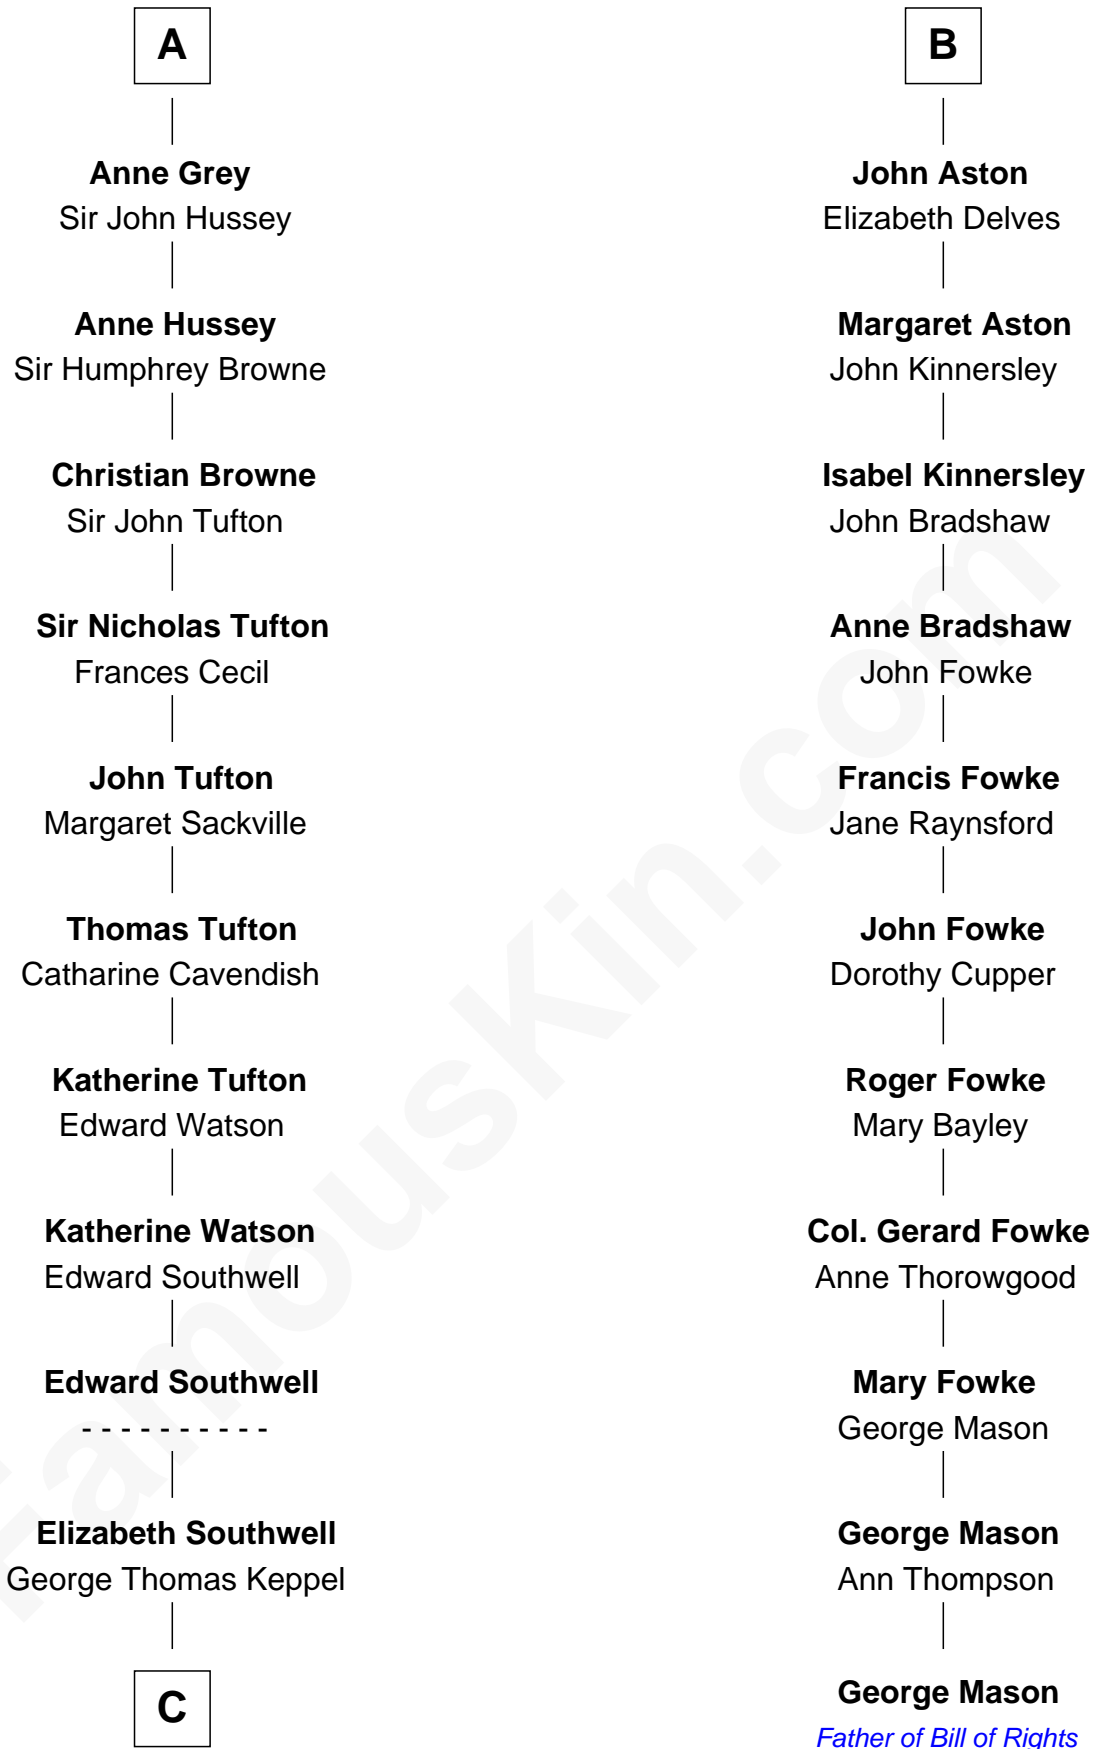 A
Anne Grey
Sir John Hussey
Anne Hussey
Sir Humphrey Browne
Christian Browne
Sir John Tufton
Sir Nicholas Tufton
Frances Cecil
John Tufton
Margaret Sackville
Thomas Tufton
Catharine Cavendish
Katherine Tufton
Edward Watson
Katherine Watson
Edward Southwell
Edward Southwell
- - - - - - - - - -
Elizabeth Southwell
George Thomas Keppel
C
B
John Aston
Elizabeth Delves
Margaret Aston
John Kinnersley
Isabel Kinnersley
John Bradshaw
Anne Bradshaw
John Fowke
Francis Fowke
Jane Raynsford
John Fowke
Dorothy Cupper
Roger Fowke
Mary Bayley
Col. Gerard Fowke
Anne Thorowgood
Mary Fowke
George Mason
George Mason
Ann Thompson
George Mason
Father of Bill of Rights
FamousKin.com